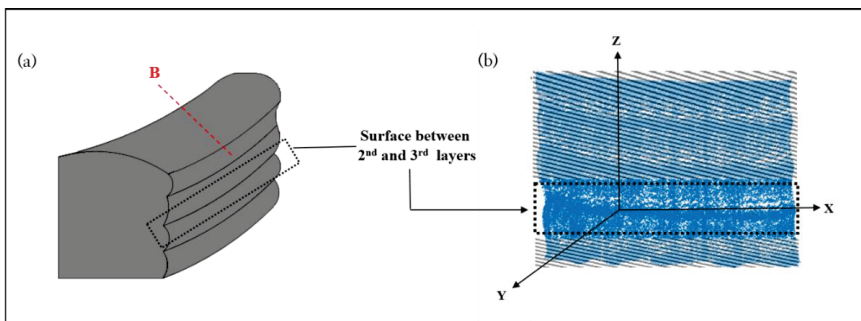 (a)
B
Surface between
2nd and 3rd layers
(b)
Z
X
Y